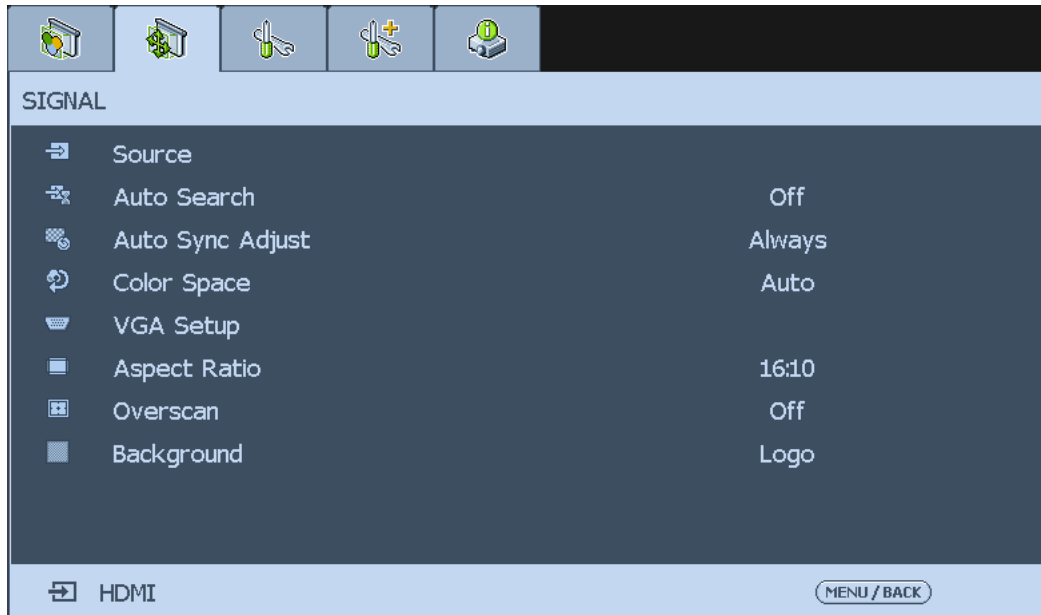 SIGNAL
Source
Auto Search Off
Auto Sync Adjust Always
Color Space Auto
VGA Setup
Aspect Ratio 16:10
Overscan Off
Background Logo
HDMI MENU / BACK